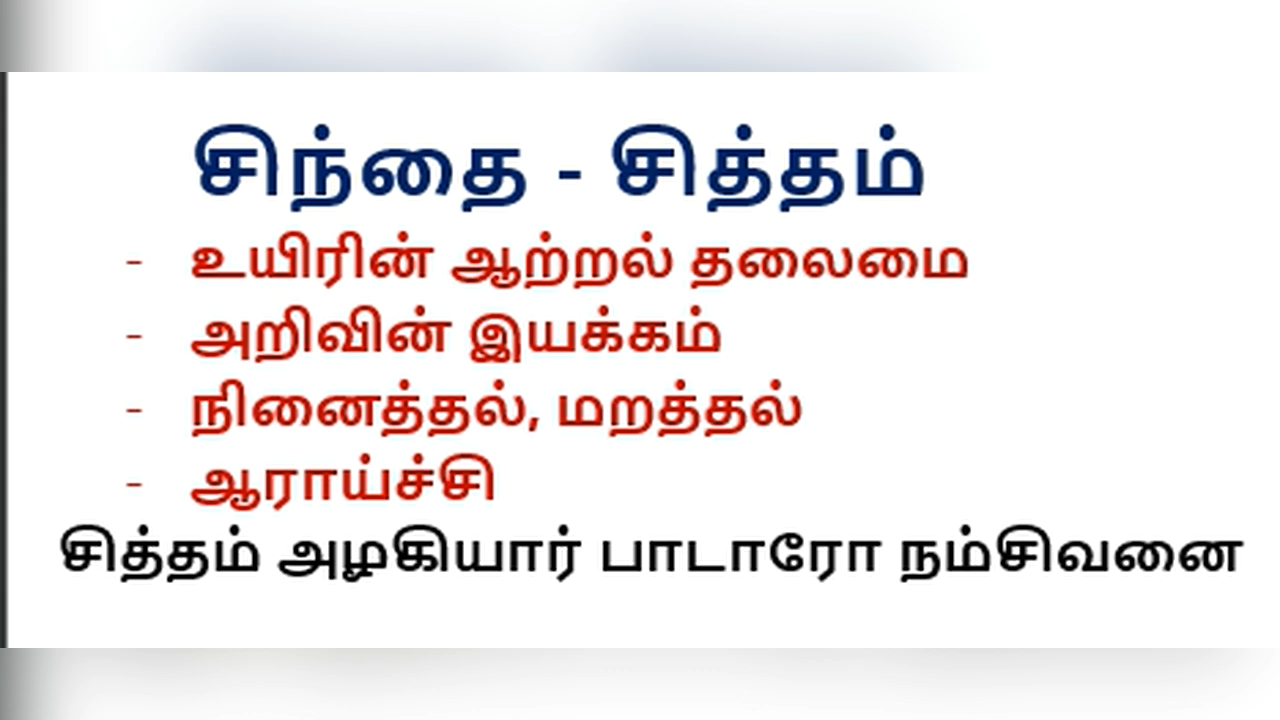 சிந்தை - சித்தம்
- உயிரின் ஆற்றல் தலைமை
- அறிவின் இயக்கம்
- நினைத்தல், மறத்தல்
- ஆராய்ச்சி
சித்தம் அழகியார் பாடாரோ நம்சிவனை